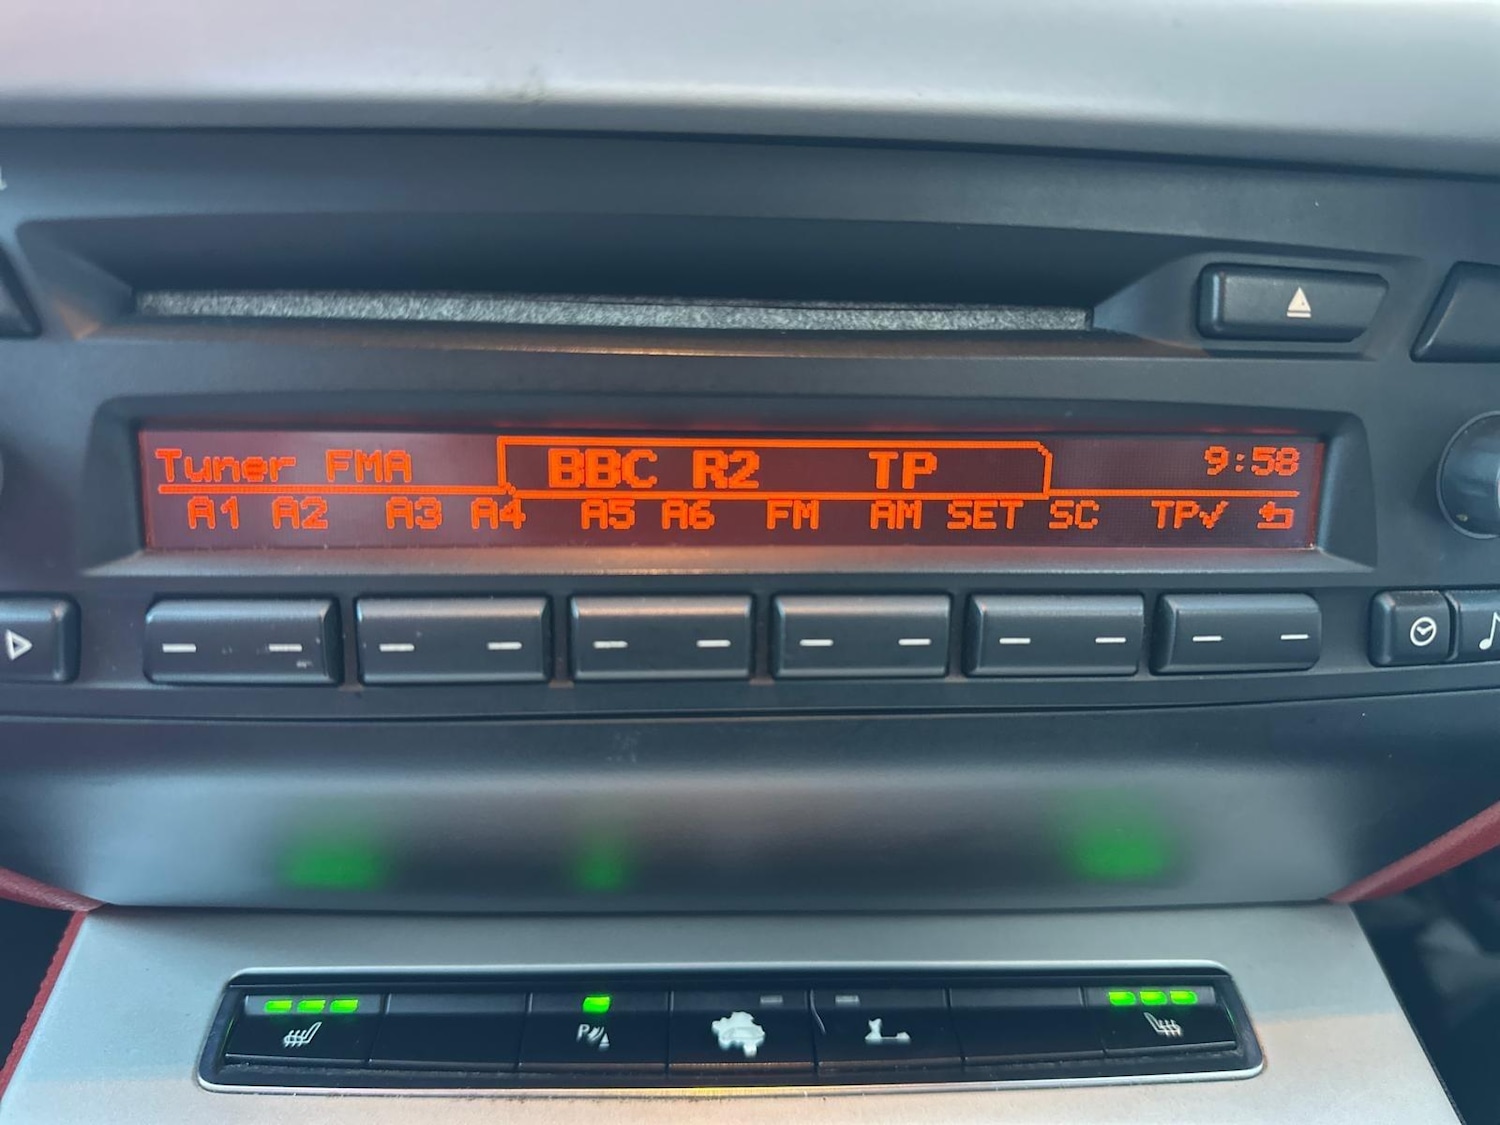 Tuner FMA BBC R2 TP 9:58
A1 A2 A3 A4 A5 A6 FM AM SET SC TP✓
P